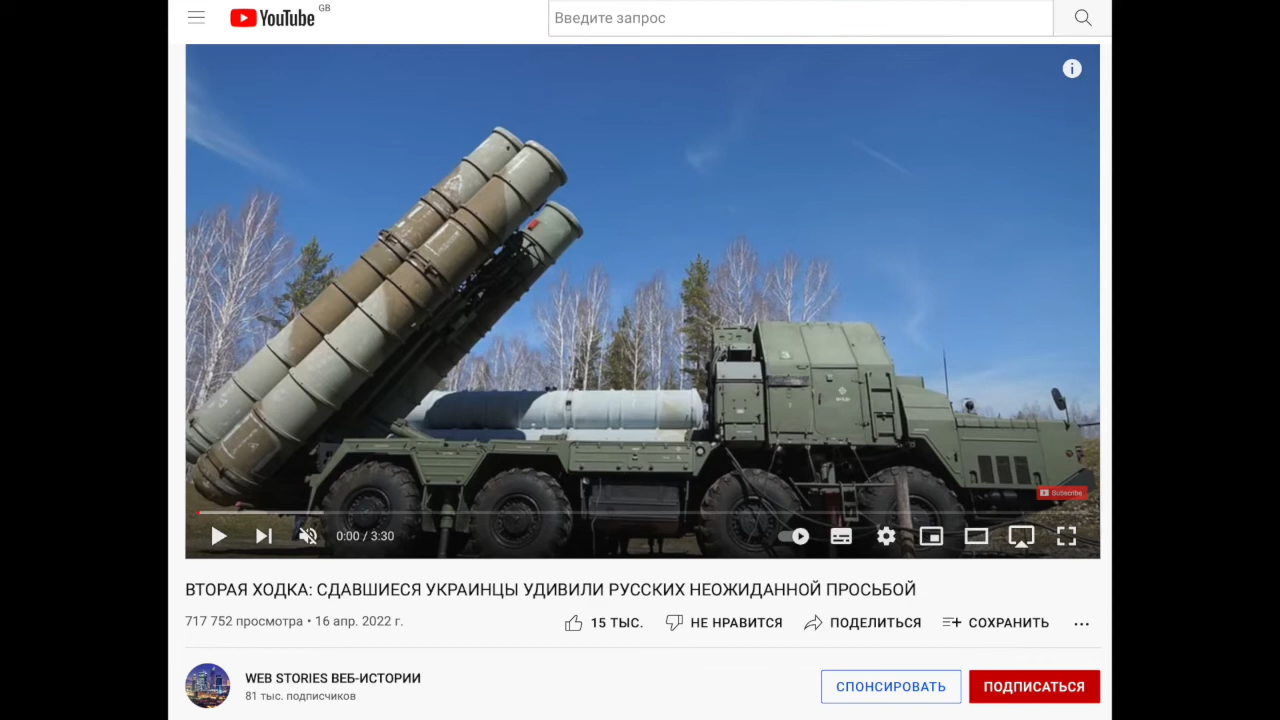 YouTube GB
Введите запрос
3
Subscribe
0:00 / 3:30
ВТОРАЯ ХОДКА: СДАВШИЕСЯ УКРАИНЦЫ УДИВИЛИ РУССКИХ НЕОЖИДАННОЙ ПРОСЬБОЙ
717 752 просмотра • 16 апр. 2022 г.
15 ТЫС. НЕ НРАВИТСЯ ПОДЕЛИТЬСЯ СОХРАНИТЬ
WEB STORIES ВЕБ-ИСТОРИИ
81 тыс. подписчиков
СПОНСИРОВАТЬ ПОДПИСАТЬСЯ